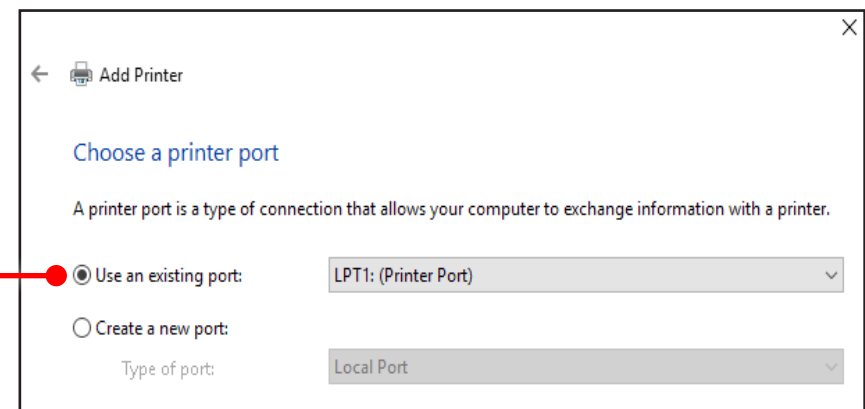 Add Printer
Choose a printer port
A printer port is a type of connection that allows your computer to exchange information with a printer.
Use an existing port: LPT1: (Printer Port)
Create a new port:
Type of port: Local Port